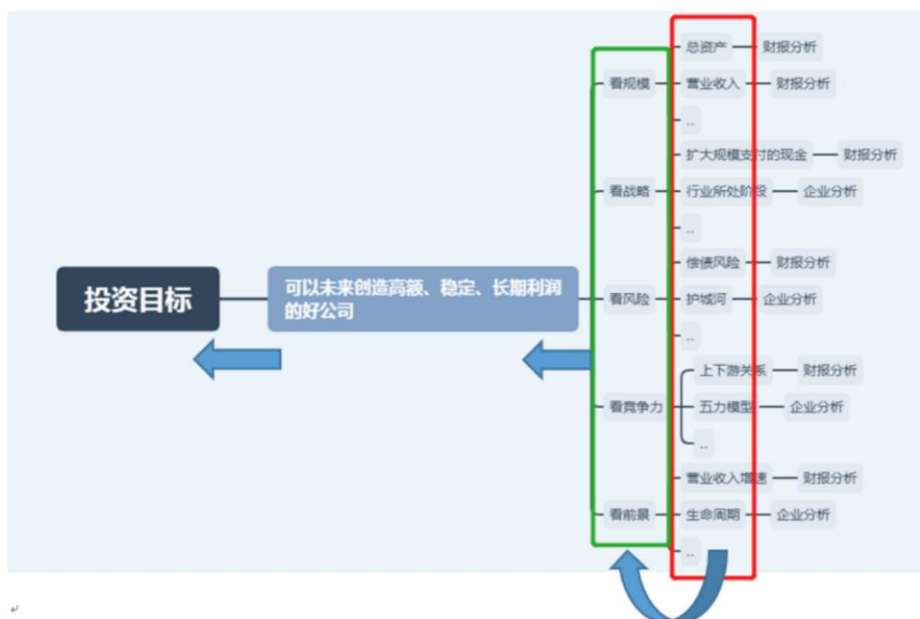 投资目标
可以未来创造高额、稳定、长期利润
的好公司
看规模
总资产
财报分析
营业收入
财报分析
..
看战略
扩大规模支付的现金
财报分析
行业所处阶段
企业分析
..
看风险
偿债风险
财报分析
护城河
企业分析
..
看竞争力
上下游关系
财报分析
五力模型
企业分析
..
看前景
营业收入增速
财报分析
生命周期
企业分析
..